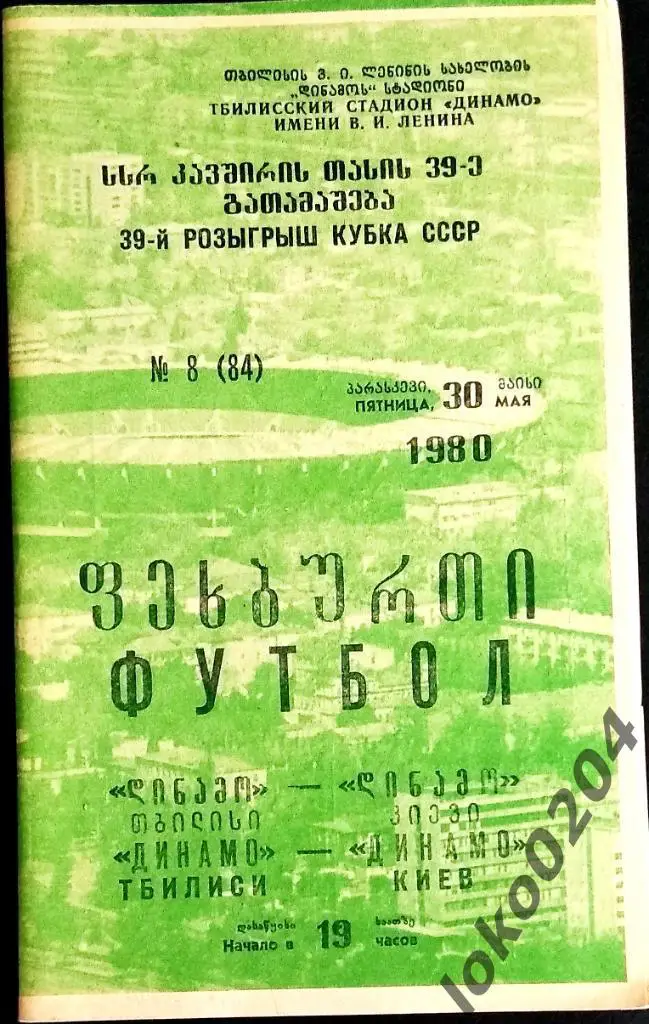 თბილისის ვ. ი. ლენინის სახელობის
„დინამოს“ სტადიონი
ТБИЛИССКИЙ СТАДИОН «ДИНАМО»
ИМЕНИ В. И. ЛЕНИНА
სსრ კავშირის თასის 39-ე
გათამაშება
39-й РОЗЫГРЫШ КУБКА СССР
№ 8 (84)
პარასკევი, 30 მაისი
ПЯТНИЦА, МАЯ
1980
ფეხბურთი
ФУТБОЛ
«დინამო» — «დინამო»
თბილისი კიევი
«ДИНАМО» — «ДИНАМО»
ТБИЛИСИ КИЕВ
დასაწყისი 19 საათზე
Начало в часов
loko0204